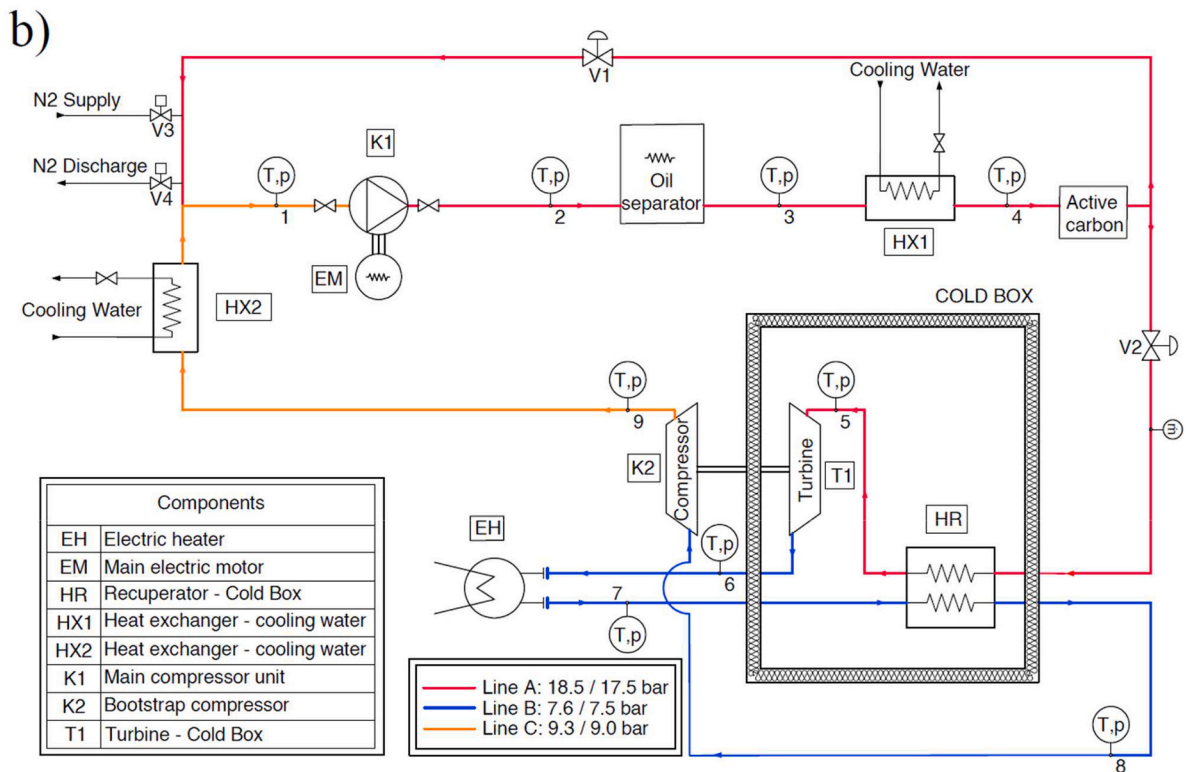 b)
V1
Cooling Water
N2 Supply
V3
K1
N2 Discharge
V4
T,p
1
T,p
2
Oil
separator
T,p
3
T,p
4
Active
carbon
HX1
EM
Cooling Water
HX2
COLD BOX
V2
T,p
9
T,p
5
K2
Compressor
Turbine
T1
ṁ
EH
T,p
6
HR
7
T,p
Components
EH Electric heater
EM Main electric motor
HR Recuperator - Cold Box
HX1 Heat exchanger - cooling water
HX2 Heat exchanger - cooling water
K1 Main compressor unit
K2 Bootstrap compressor
T1 Turbine - Cold Box
Line A: 18.5 / 17.5 bar
Line B: 7.6 / 7.5 bar
Line C: 9.3 / 9.0 bar
T,p
8